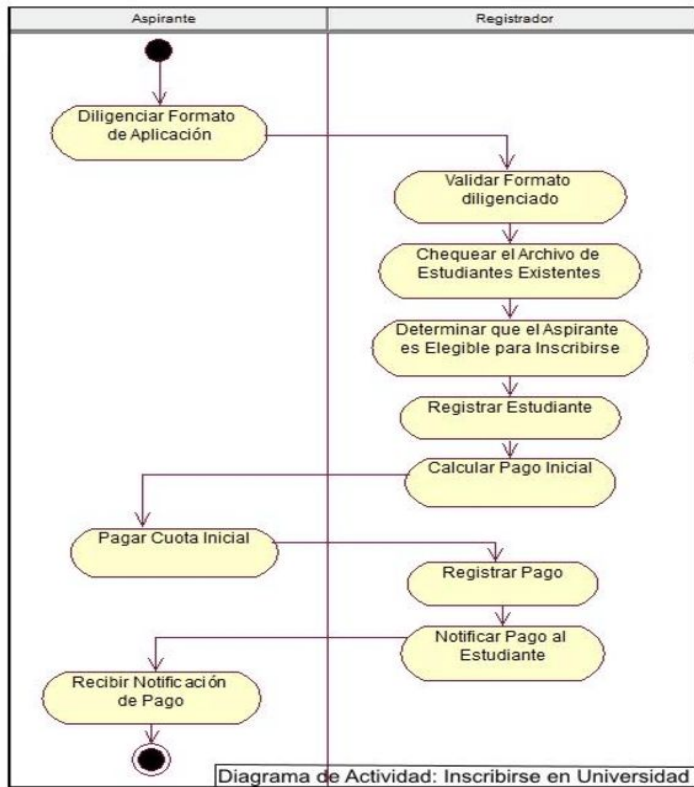 Aspirante
Registrador
Diligenciar Formato
de Aplicación
Validar Formato
diligenciado
Chequear el Archivo de
Estudiantes Existentes
Determinar que el Aspirante
es Elegible para Inscribirse
Registrar Estudiante
Calcular Pago Inicial
Pagar Cuota Inicial
Registrar Pago
Notificar Pago al
Estudiante
Recibir Notificación
de Pago
Diagrama de Actividad: Inscribirse en Universidad